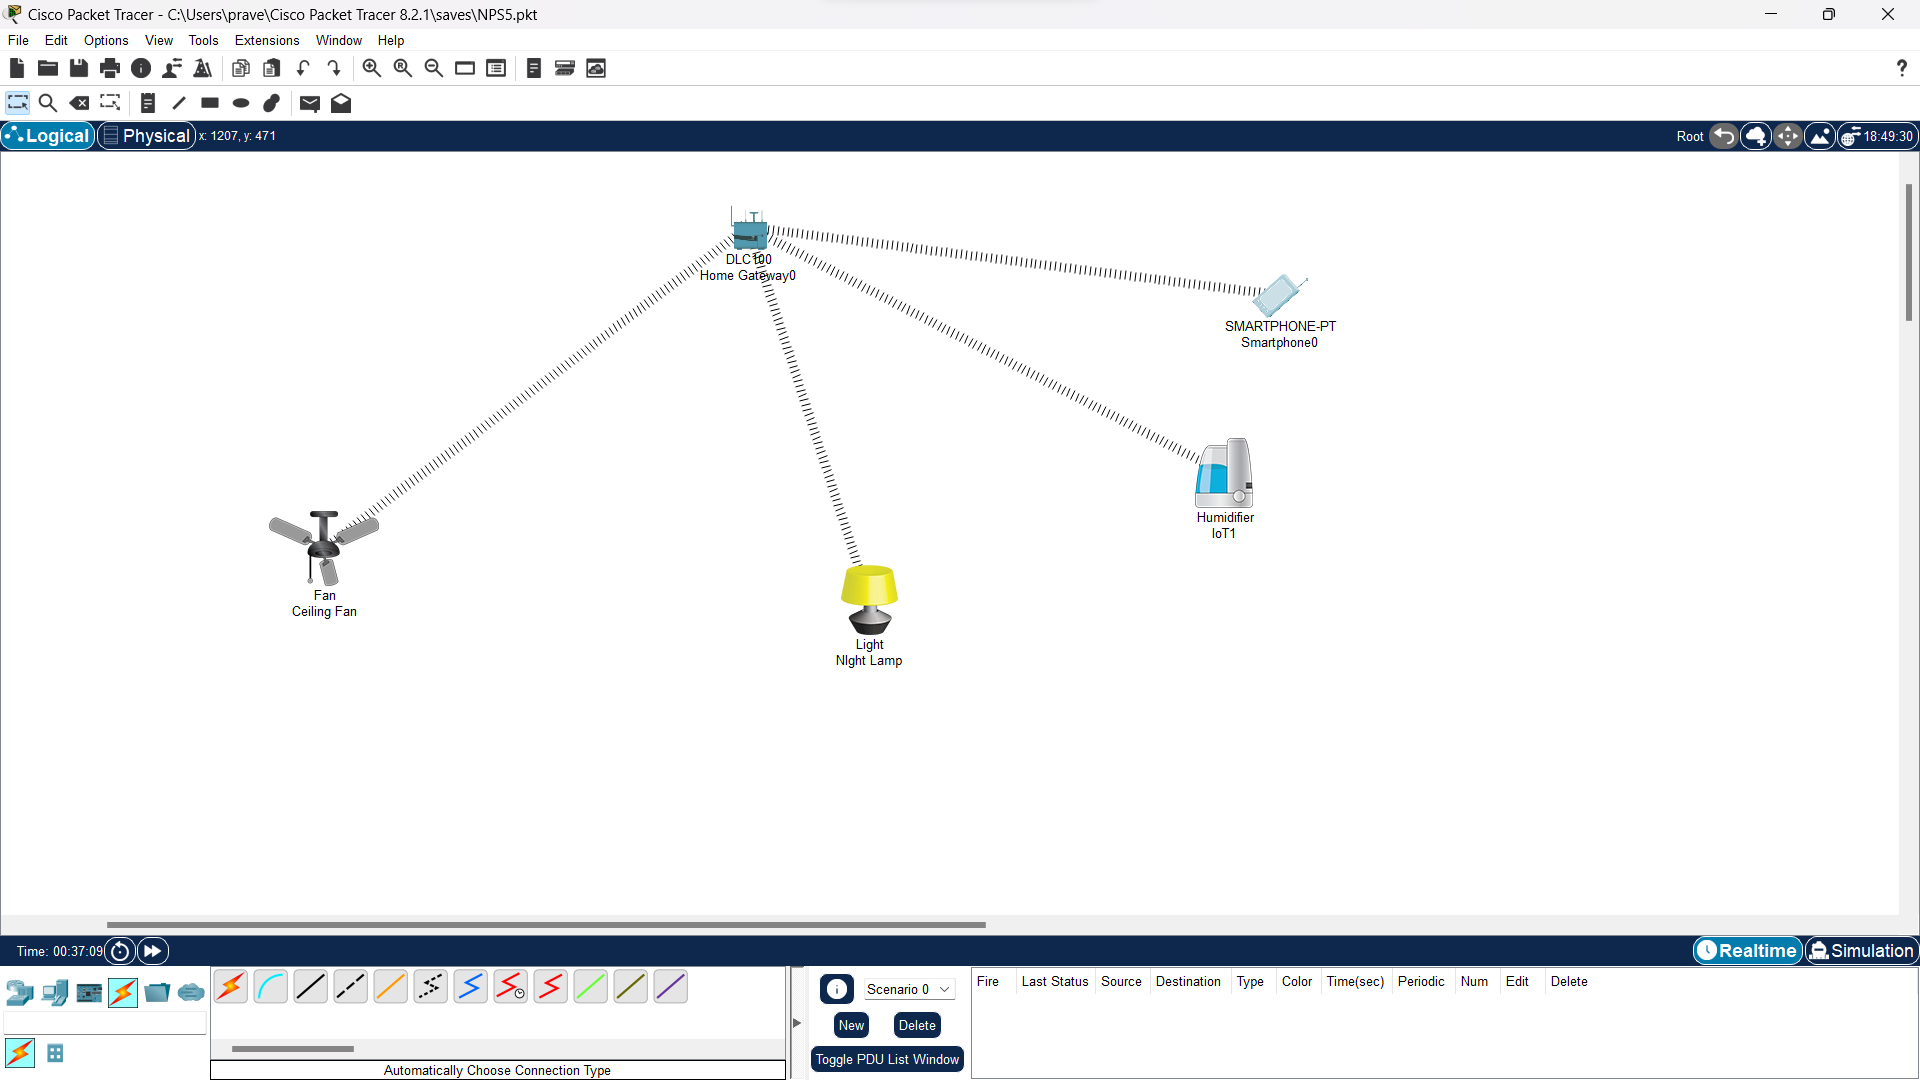 Cisco Packet Tracer - C:\Users\prave\Cisco Packet Tracer 8.2.1\saves\NPS5.pkt
File Edit Options View Tools Extensions Window Help
Logical Physical x: 1207, y: 471 Root 18:49:30
DLC100
Home Gateway0
SMARTPHONE-PT
Smartphone0
Humidifier
IoT1
Fan
Ceiling Fan
Light
NIght Lamp
Time: 00:37:09 Realtime Simulation
Scenario 0
New Delete
Toggle PDU List Window
Fire Last Status Source Destination Type Color Time(sec) Periodic Num Edit Delete
Automatically Choose Connection Type